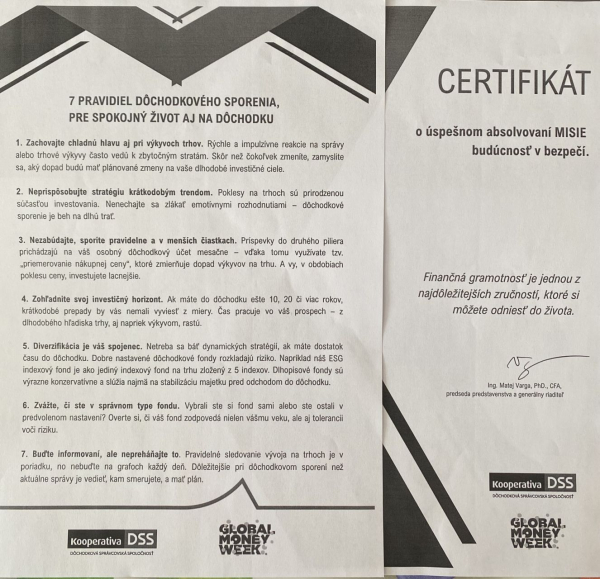 7 PRAVIDIEL DÔCHODKOVÉHO SPORENIA,
PRE SPOKOJNÝ ŽIVOT AJ NA DÔCHODKU
1. Zachovajte chladnú hlavu aj pri výkyvoch trhov. Rýchle a impulzívne reakcie na správy
alebo trhové výkyvy často vedú k zbytočným stratám. Skôr než čokoľvek zmeníte, zamyslite
sa, aký dopad budú mať plánované zmeny na vaše dlhodobé investičné ciele.
2. Neprispôsobujte stratégiu krátkodobým trendom. Poklesy na trhoch sú prirodzenou
súčasťou investovania. Nenechajte sa zlákať emotívnymi rozhodnutiami – dôchodkové
sporenie je beh na dlhú trať.
3. Nezabúdajte, sporíte pravidelne a v menších čiastkach. Príspevky do druhého piliera
prichádzajú na váš osobný dôchodkový účet mesačne – vďaka tomu využívate tzv.
„priemerovanie nákupnej ceny“, ktoré zmierňuje dopad výkyvov na trhu. A vy, v obdobiach
poklesu ceny, investujete lacnejšie.
4. Zohľadnite svoj investičný horizont. Ak máte do dôchodku ešte 10, 20 či viac rokov,
krátkodobé prepady by vás nemali vyviesť z miery. Čas pracuje vo váš prospech – z
dlhodobého hľadiska trhy, aj napriek výkyvom, rastú.
5. Diverzifikácia je váš spojenec. Netreba sa báť dynamických stratégií, ak máte dostatok
času do dôchodku. Dobre nastavené dôchodkové fondy rozkladajú riziko. Napríklad náš ESG
indexový fond je ako jediný indexový fond na trhu zložený z 5 indexov. Dlhopisové fondy sú
výrazne konzervatívne a slúžia najmä na stabilizáciu majetku pred odchodom do dôchodku.
6. Zvážte, či ste v správnom type fondu. Vybrali ste si fond sami alebo ste ostali v
predvolenom nastavení? Overte si, či váš fond zodpovedá nielen vášmu veku, ale aj tolerancii
voči riziku.
7. Buďte informovaní, ale nepreháňajte to. Pravidelné sledovanie vývoja na trhoch je v
poriadku, no nebuďte na grafoch každý deň. Dôležitejšie pri dôchodkovom sporení než
aktuálne správy je vedieť, kam smerujete, a mať plán.
Kooperativa DSS
DÔCHODKOVÁ SPRÁVCOVSKÁ SPOLOČNOSŤ
GLOBAL
MONEY
WEEK
CERTIFIKÁT
o úspešnom absolvovaní MISIE
budúcnosť v bezpečí.
Finančná gramotnosť je jednou z
najdôležitejších zručností, ktoré si
môžete odniesť do života.
Ing. Matej Varga, PhD., CFA,
predseda predstavenstva a generálny riaditeľ
Kooperativa DSS
DÔCHODKOVÁ SPRÁVCOVSKÁ SPOLOČNOSŤ
GLOBAL
MONEY
WEEK